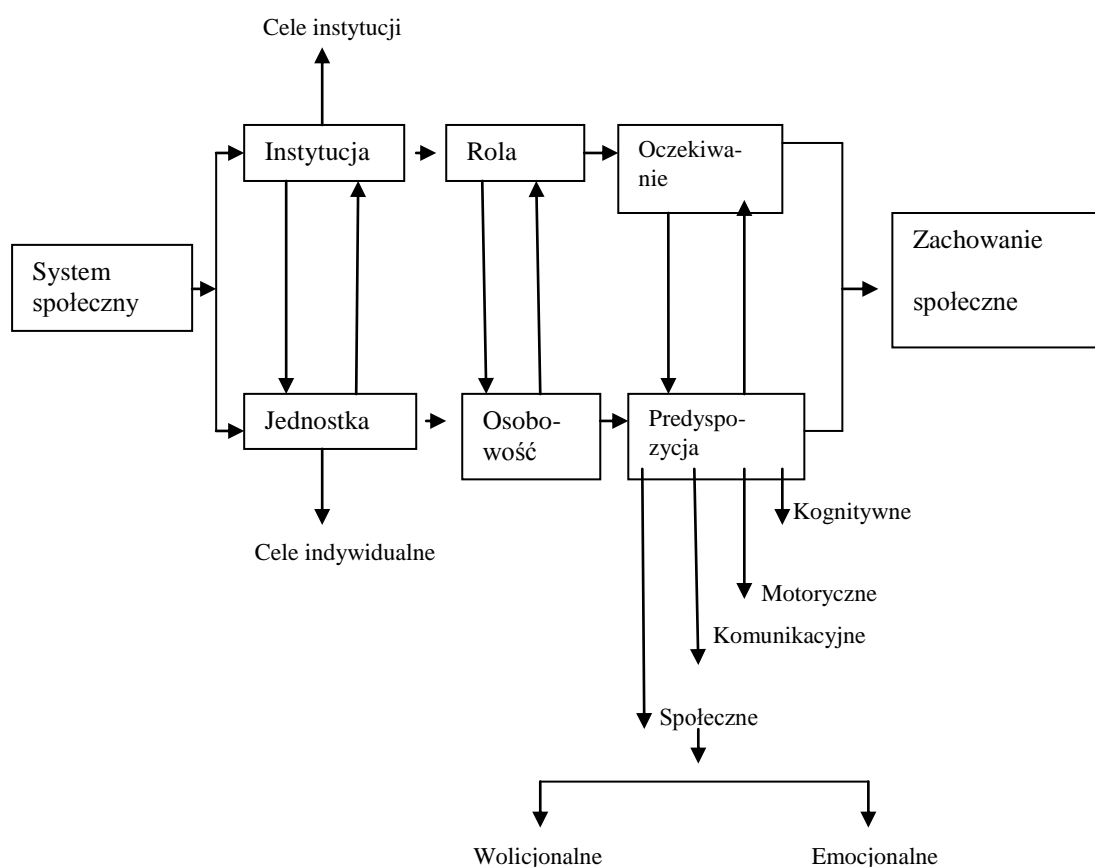 Cele instytucji
Instytucja
Rola
Oczekiwa-
nie
System
społeczny
Zachowanie
społeczne
Jednostka
Osobo-
wość
Predyspo-
zycja
Kognitywne
Cele indywidualne
Motoryczne
Komunikacyjne
Społeczne
Wolicjonalne
Emocjonalne